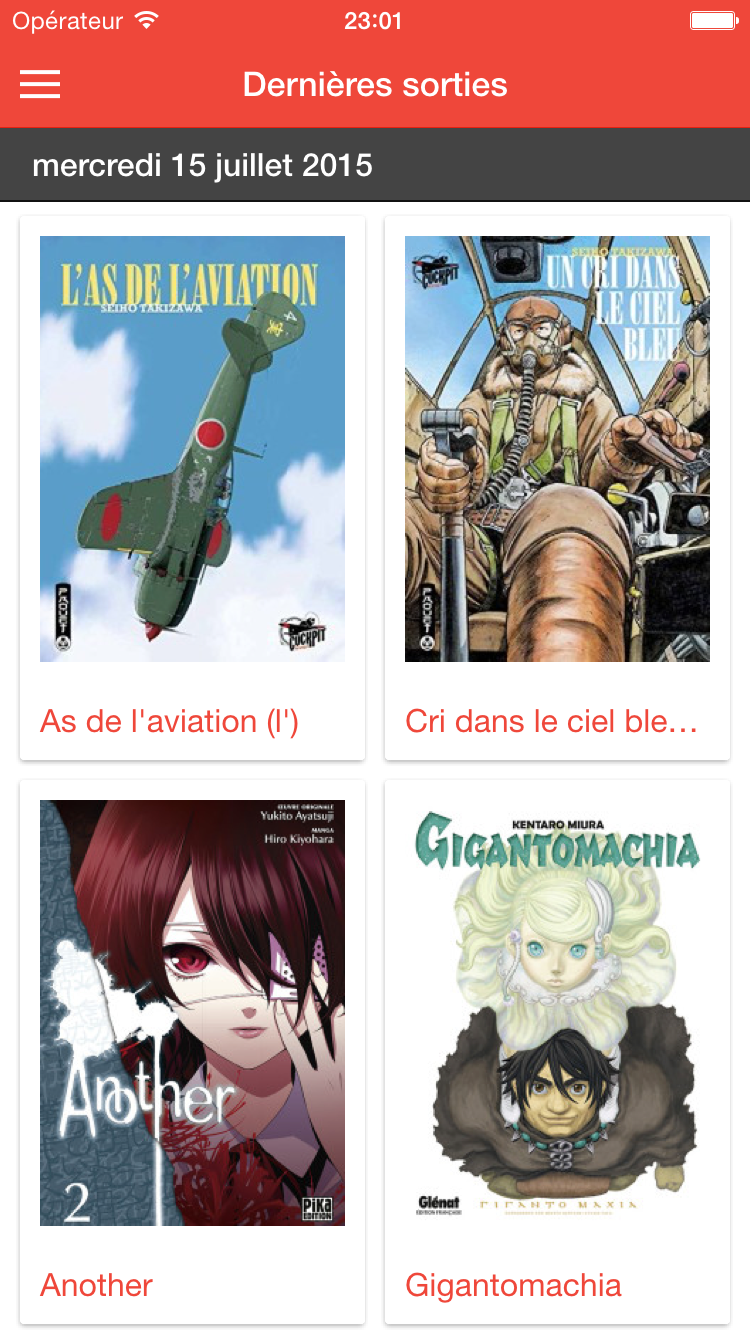 Opérateur 23:01
Dernières sorties
mercredi 15 juillet 2015
L'AS DE L'AVIATION
SEIHO TAKIZAWA
PAQUET
COCKPIT
As de l'aviation (l')
COCKPIT
SEIHO TAKIZAWA
UN CRI DANS
LE CIEL
BLEU
PAQUET
Cri dans le ciel ble…
ŒUVRE ORIGINALE
Yukito Ayatsuji
MANGA
Hiro Kiyohara
Another
2
PIKA
EDITION
Another
KENTARO MIURA
GIGANTOMACHIA
Glénat
ÉDITION FRANÇAISE
Gigantomachia